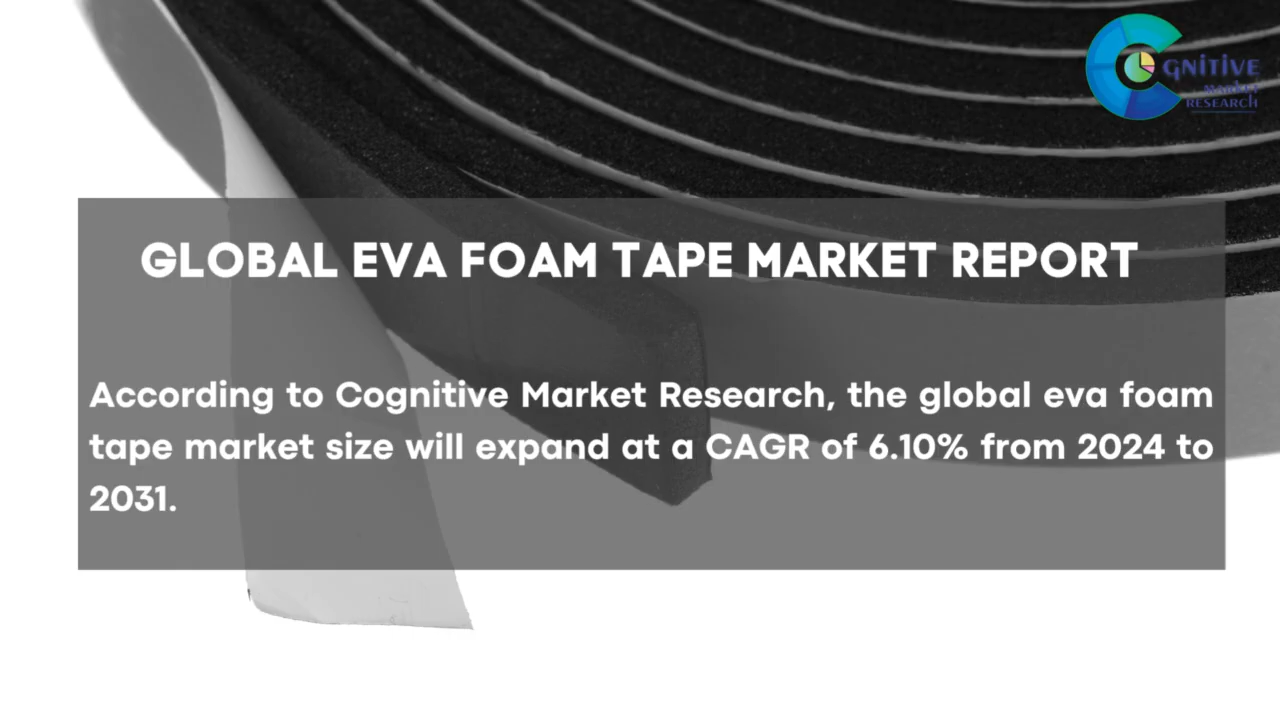 GNITIVE
MARKET
RESEARCH
GLOBAL EVA FOAM TAPE MARKET REPORT
According to Cognitive Market Research, the global eva foam
tape market size will expand at a CAGR of 6.10% from 2024 to
2031.